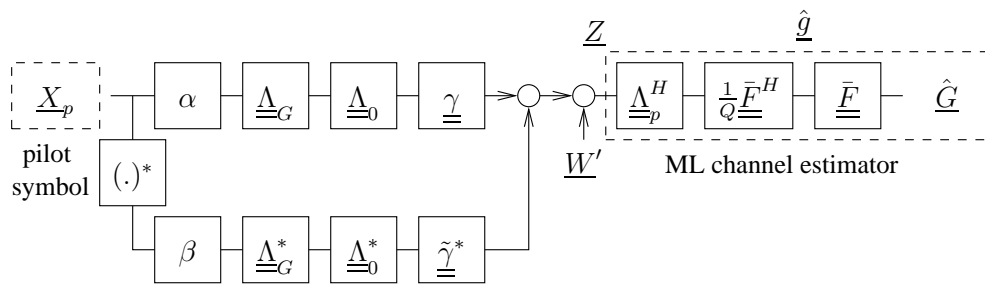 Z
ĝ
X_p
α
Λ_G
Λ_0
γ
Λ_p^H
1/Q F̄^H
F̄
Ĝ
pilot
symbol
(.)*
W′
ML channel estimator
β
Λ_G^*
Λ_0^*
γ̃*